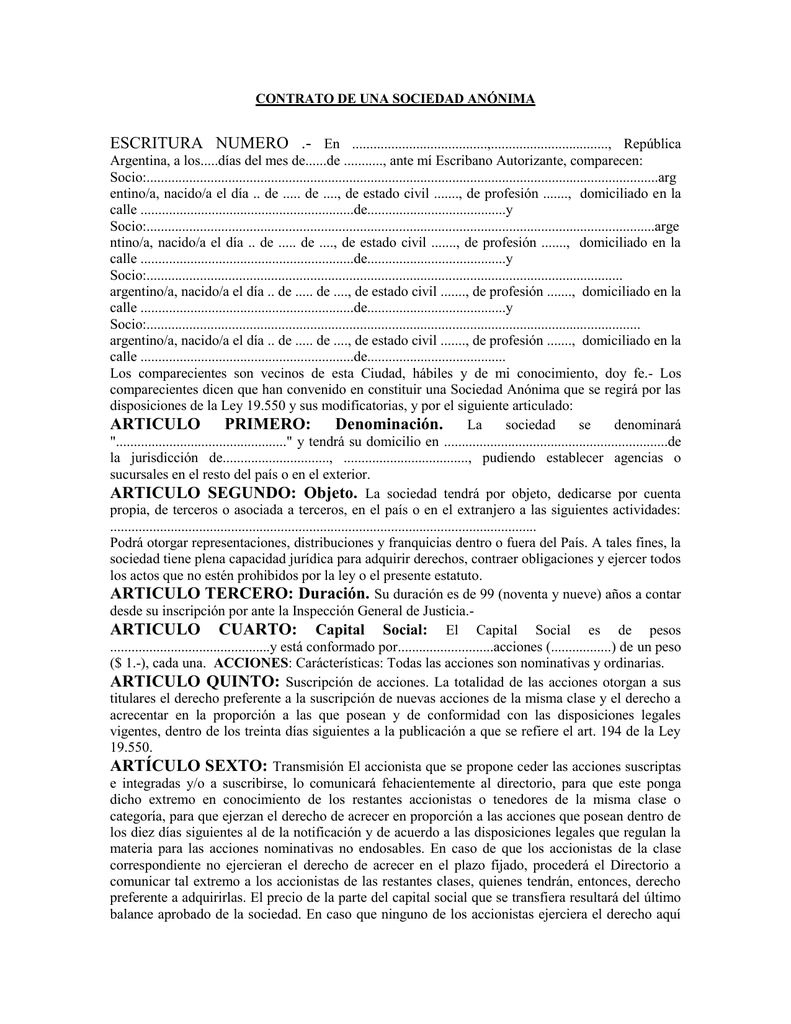 CONTRATO DE UNA SOCIEDAD ANÓNIMA
ESCRITURA NUMERO .- En ......................................,................................., República
Argentina, a los.....días del mes de......de ..........., ante mí Escribano Autorizante, comparecen:
Socio:...............................................................................................................................................arg
entino/a, nacido/a el día .. de ..... de ...., de estado civil ......., de profesión ......., domiciliado en la
calle ............................................................de.......................................y
Socio:..............................................................................................................................................arge
ntino/a, nacido/a el día .. de ..... de ...., de estado civil ......., de profesión ......., domiciliado en la
calle ............................................................de.......................................y
Socio:.....................................................................................................................................
argentino/a, nacido/a el día .. de ..... de ...., de estado civil ......., de profesión ......., domiciliado en la
calle ............................................................de.......................................y
Socio:..........................................................................................................................................
argentino/a, nacido/a el día .. de ..... de ...., de estado civil ......., de profesión ......., domiciliado en la
calle ............................................................de.......................................
Los comparecientes son vecinos de esta Ciudad, hábiles y de mi conocimiento, doy fe.- Los
comparecientes dicen que han convenido en constituir una Sociedad Anónima que se regirá por las
disposiciones de la Ley 19.550 y sus modificatorias, y por el siguiente articulado:
ARTICULO PRIMERO: Denominación. La sociedad se denominará
"................................................" y tendrá su domicilio en ...............................................................de
la jurisdicción de.............................., ..................................., pudiendo establecer agencias o
sucursales en el resto del país o en el exterior.
ARTICULO SEGUNDO: Objeto. La sociedad tendrá por objeto, dedicarse por cuenta
propia, de terceros o asociada a terceros, en el país o en el extranjero a las siguientes actividades:
.......................................................................................................................
Podrá otorgar representaciones, distribuciones y franquicias dentro o fuera del País. A tales fines, la
sociedad tiene plena capacidad jurídica para adquirir derechos, contraer obligaciones y ejercer todos
los actos que no estén prohibidos por la ley o el presente estatuto.
ARTICULO TERCERO: Duración. Su duración es de 99 (noventa y nueve) años a contar
desde su inscripción por ante la Inspección General de Justicia.-
ARTICULO CUARTO: Capital Social: El Capital Social es de pesos
.............................................y está conformado por...........................acciones (.................) de un peso
($ 1.-), cada una. ACCIONES: Carácterísticas: Todas las acciones son nominativas y ordinarias.
ARTICULO QUINTO: Suscripción de acciones. La totalidad de las acciones otorgan a sus
titulares el derecho preferente a la suscripción de nuevas acciones de la misma clase y el derecho a
acrecentar en la proporción a las que posean y de conformidad con las disposiciones legales
vigentes, dentro de los treinta días siguientes a la publicación a que se refiere el art. 194 de la Ley
19.550.
ARTÍCULO SEXTO: Transmisión El accionista que se propone ceder las acciones suscriptas
e integradas y/o a suscribirse, lo comunicará fehacientemente al directorio, para que este ponga
dicho extremo en conocimiento de los restantes accionistas o tenedores de la misma clase o
categoría, para que ejerzan el derecho de acrecer en proporción a las acciones que posean dentro de
los diez días siguientes al de la notificación y de acuerdo a las disposiciones legales que regulan la
materia para las acciones nominativas no endosables. En caso de que los accionistas de la clase
correspondiente no ejercieran el derecho de acrecer en el plazo fijado, procederá el Directorio a
comunicar tal extremo a los accionistas de las restantes clases, quienes tendrán, entonces, derecho
preferente a adquirirlas. El precio de la parte del capital social que se transfiera resultará del último
balance aprobado de la sociedad. En caso que ninguno de los accionistas ejerciera el derecho aquí